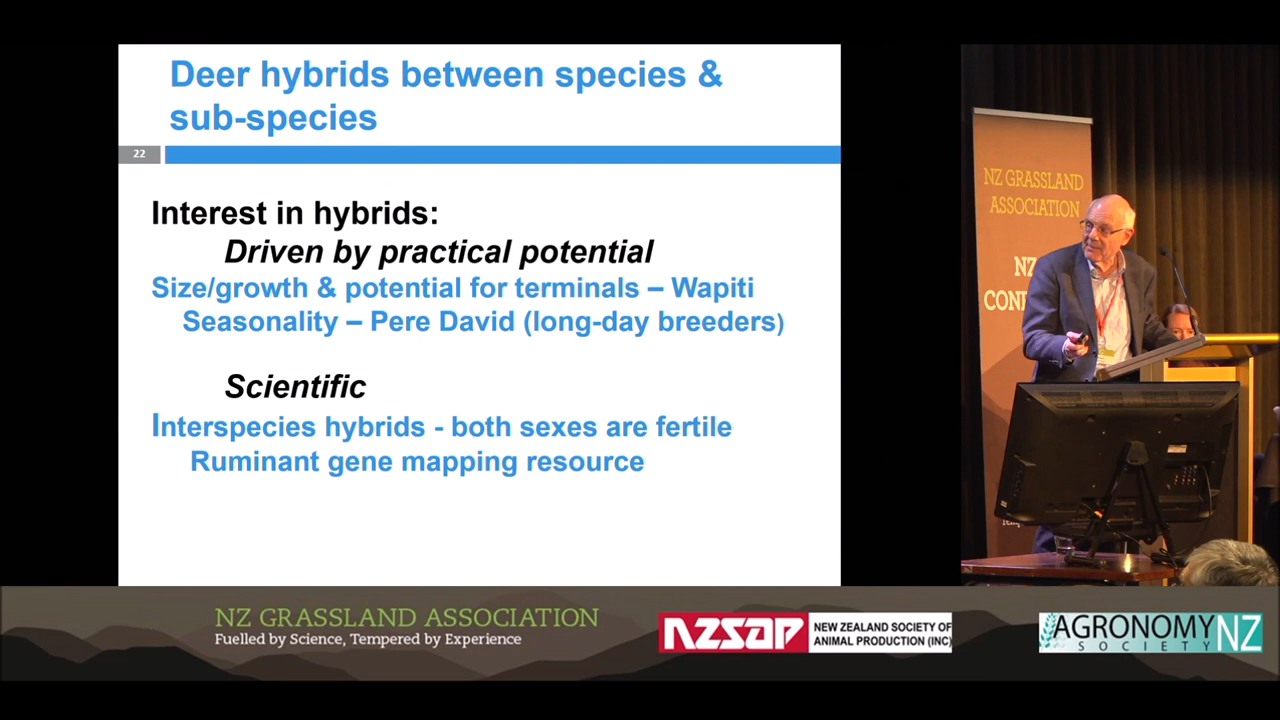 Deer hybrids between species &
sub-species
22
Interest in hybrids:
Driven by practical potential
Size/growth & potential for terminals – Wapiti
Seasonality – Pere David (long-day breeders)
Scientific
Interspecies hybrids - both sexes are fertile
Ruminant gene mapping resource
NZ GRASSLAND
ASSOCIATION
NZ
NZ GRASSLAND ASSOCIATION
Fuelled by Science, Tempered by Experience
NZSAP
NEW ZEALAND SOCIETY OF
ANIMAL PRODUCTION (INC)
AGRONOMY NZ
SOCIETY